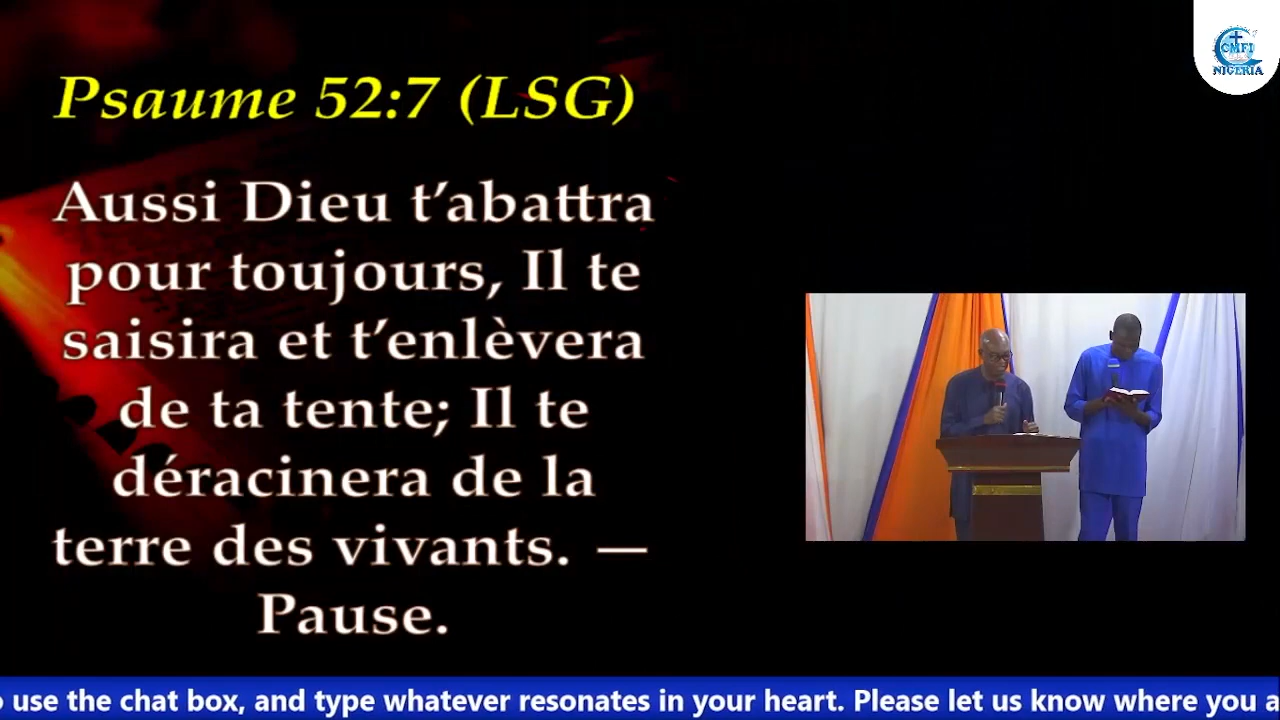 Psaume 52:7 (LSG)
Aussi Dieu t’abattra
pour toujours, Il te
saisira et t’enlèvera
de ta tente; Il te
déracinera de la
terre des vivants. —
Pause.
CMFI
NIGERIA
use the chat box, and type whatever resonates in your heart. Please let us know where you a